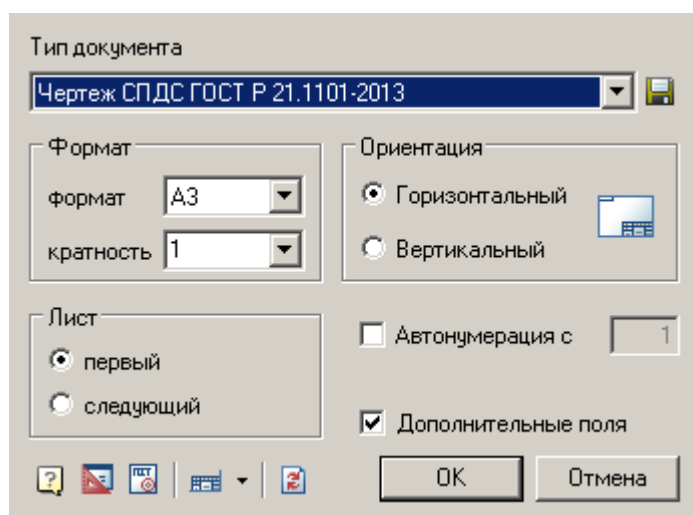 Тип документа
Чертеж СПДС ГОСТ Р 21.1101-2013
Формат
формат А3
кратность 1
Ориентация
Горизонтальный
Вертикальный
Лист
первый
следующий
Автонумерация с 1
Дополнительные поля
OK
Отмена